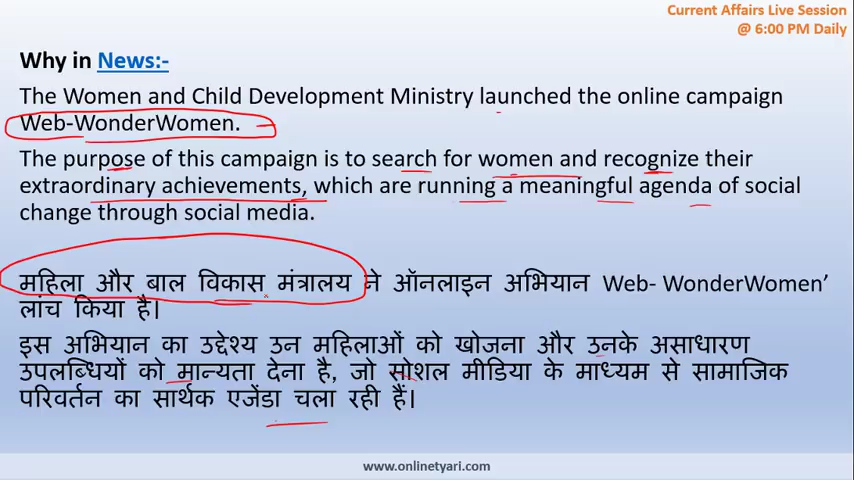 Current Affairs Live Session
@ 6:00 PM Daily
Why in News:-
The Women and Child Development Ministry launched the online campaign
Web-WonderWomen.
The purpose of this campaign is to search for women and recognize their
extraordinary achievements, which are running a meaningful agenda of social
change through social media.
महिला और बाल विकास मंत्रालय ने ऑनलाइन अभियान Web- WonderWomen’
लांच किया है।
इस अभियान का उद्देश्य उन महिलाओं को खोजना और उनके असाधारण
उपलब्धियों को मान्यता देना है, जो सोशल मीडिया के माध्यम से सामाजिक
परिवर्तन का सार्थक एजेंडा चला रही हैं।
www.onlinetyari.com